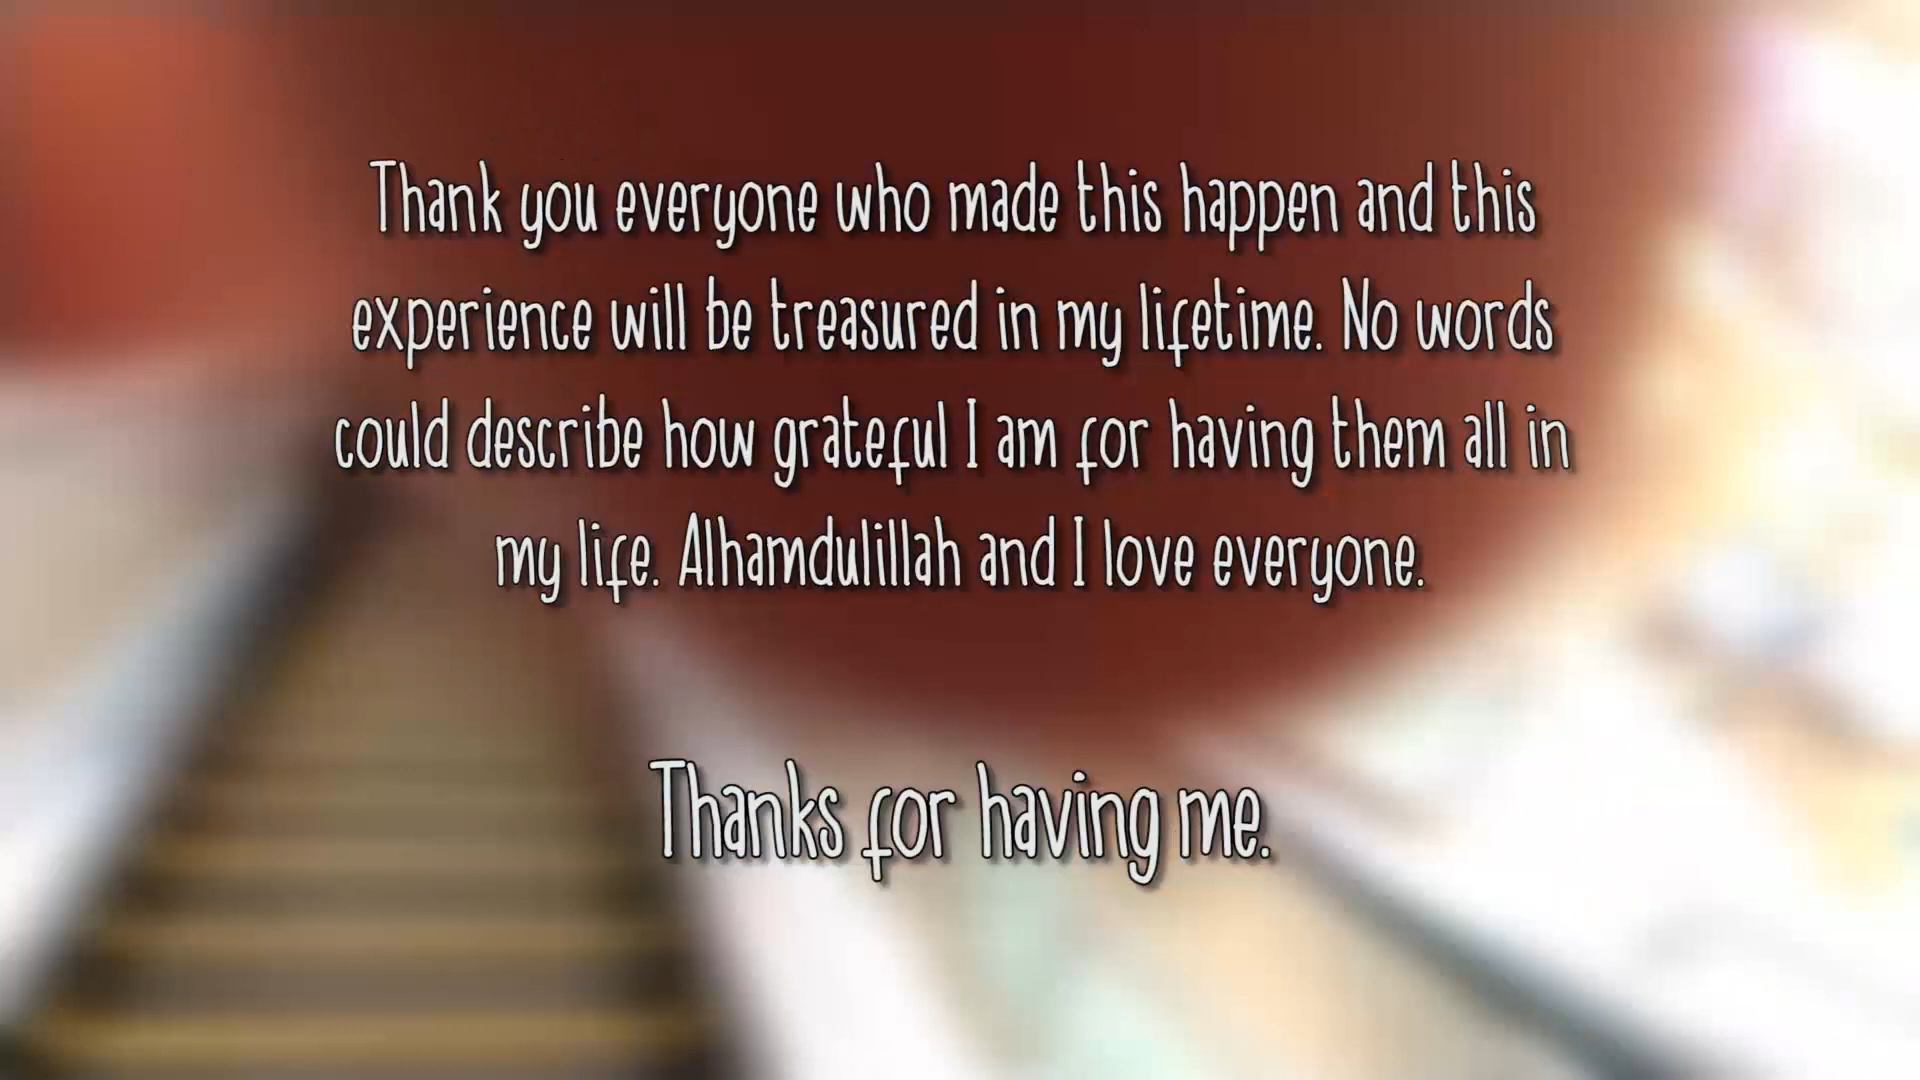 Thank you everyone who made this happen and this
experience will be treasured in my lifetime. No words
could describe how grateful I am for having them all in
my life. Alhamdulillah and I love everyone.
Thanks for having me.